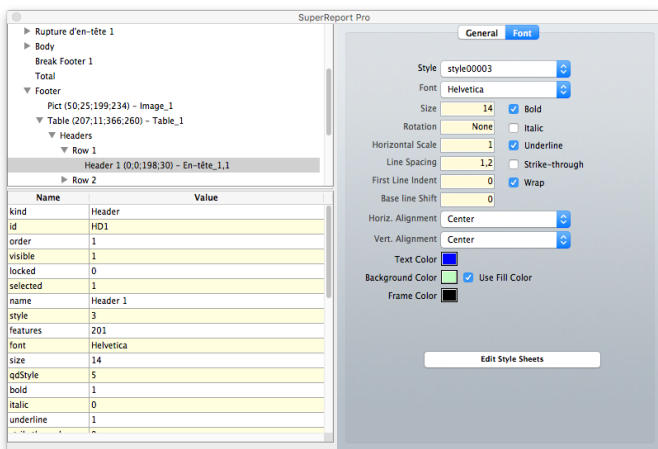 SuperReport Pro
Rupture d'en-tête 1
Body
Break Footer 1
Total
Footer
Pict (50;25;199;234) – Image_1
Table (207;11;366;260) – Table_1
Headers
Row 1
Header 1 (0;0;198;30) – En-tête_1,1
Row 2
Name Value
kind Header
id HD1
order 1
visible 1
locked 0
selected 1
name Header 1
style 3
features 201
font Helvetica
size 14
qdStyle 5
bold 1
italic 0
underline 1
General Font
Style style00003
Font Helvetica
Size 14 Bold
Rotation None Italic
Horizontal Scale 1 Underline
Line Spacing 1,2 Strike-through
First Line Indent 0 Wrap
Base line Shift 0
Horiz. Alignment Center
Vert. Alignment Center
Text Color
Background Color Use Fill Color
Frame Color
Edit Style Sheets